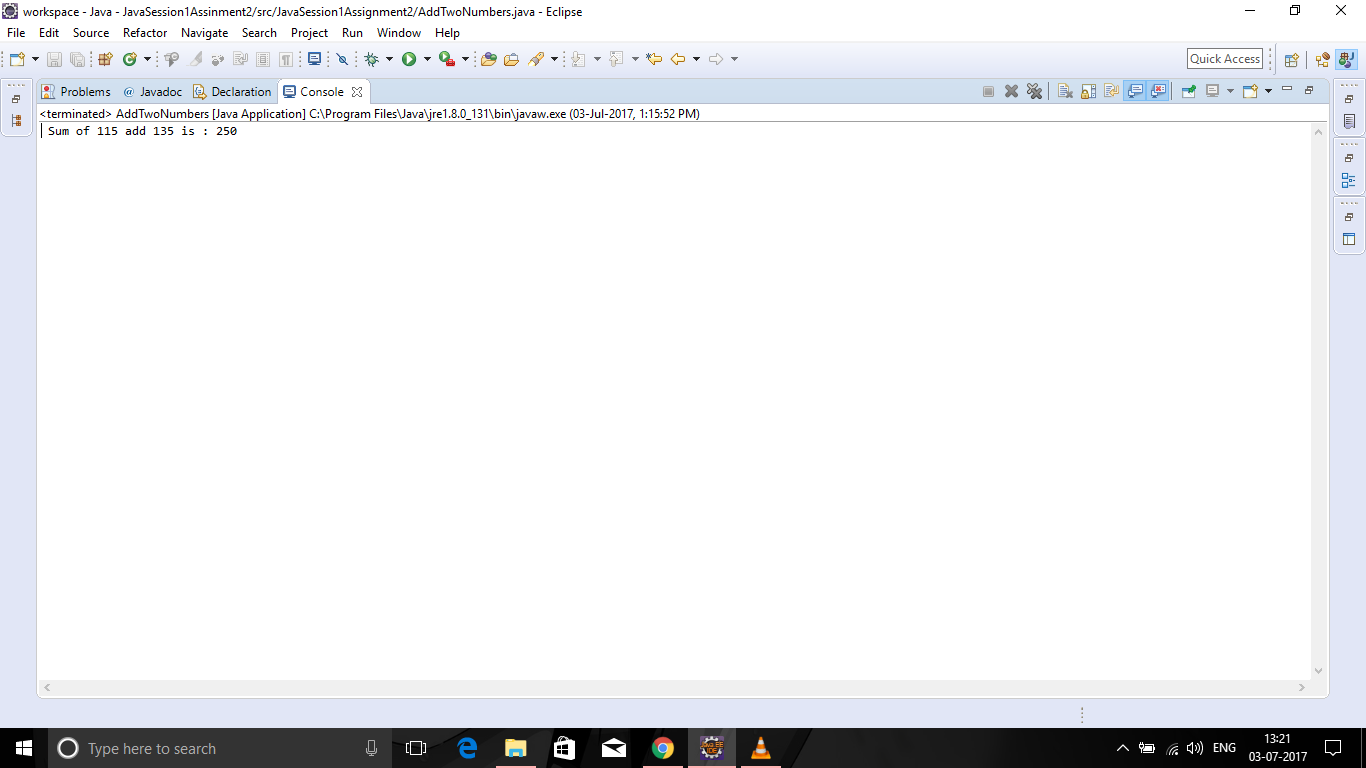 workspace - Java - JavaSession1Assinment2/src/JavaSession1Assignment2/AddTwoNumbers.java - Eclipse
File Edit Source Refactor Navigate Search Project Run Window Help
Quick Access
Problems @ Javadoc Declaration Console
<terminated> AddTwoNumbers [Java Application] C:\Program Files\Java\jre1.8.0_131\bin\javaw.exe (03-Jul-2017, 1:15:52 PM)
Sum of 115 add 135 is : 250
Type here to search
Java EE
IDE
ENG
13:21
03-07-2017